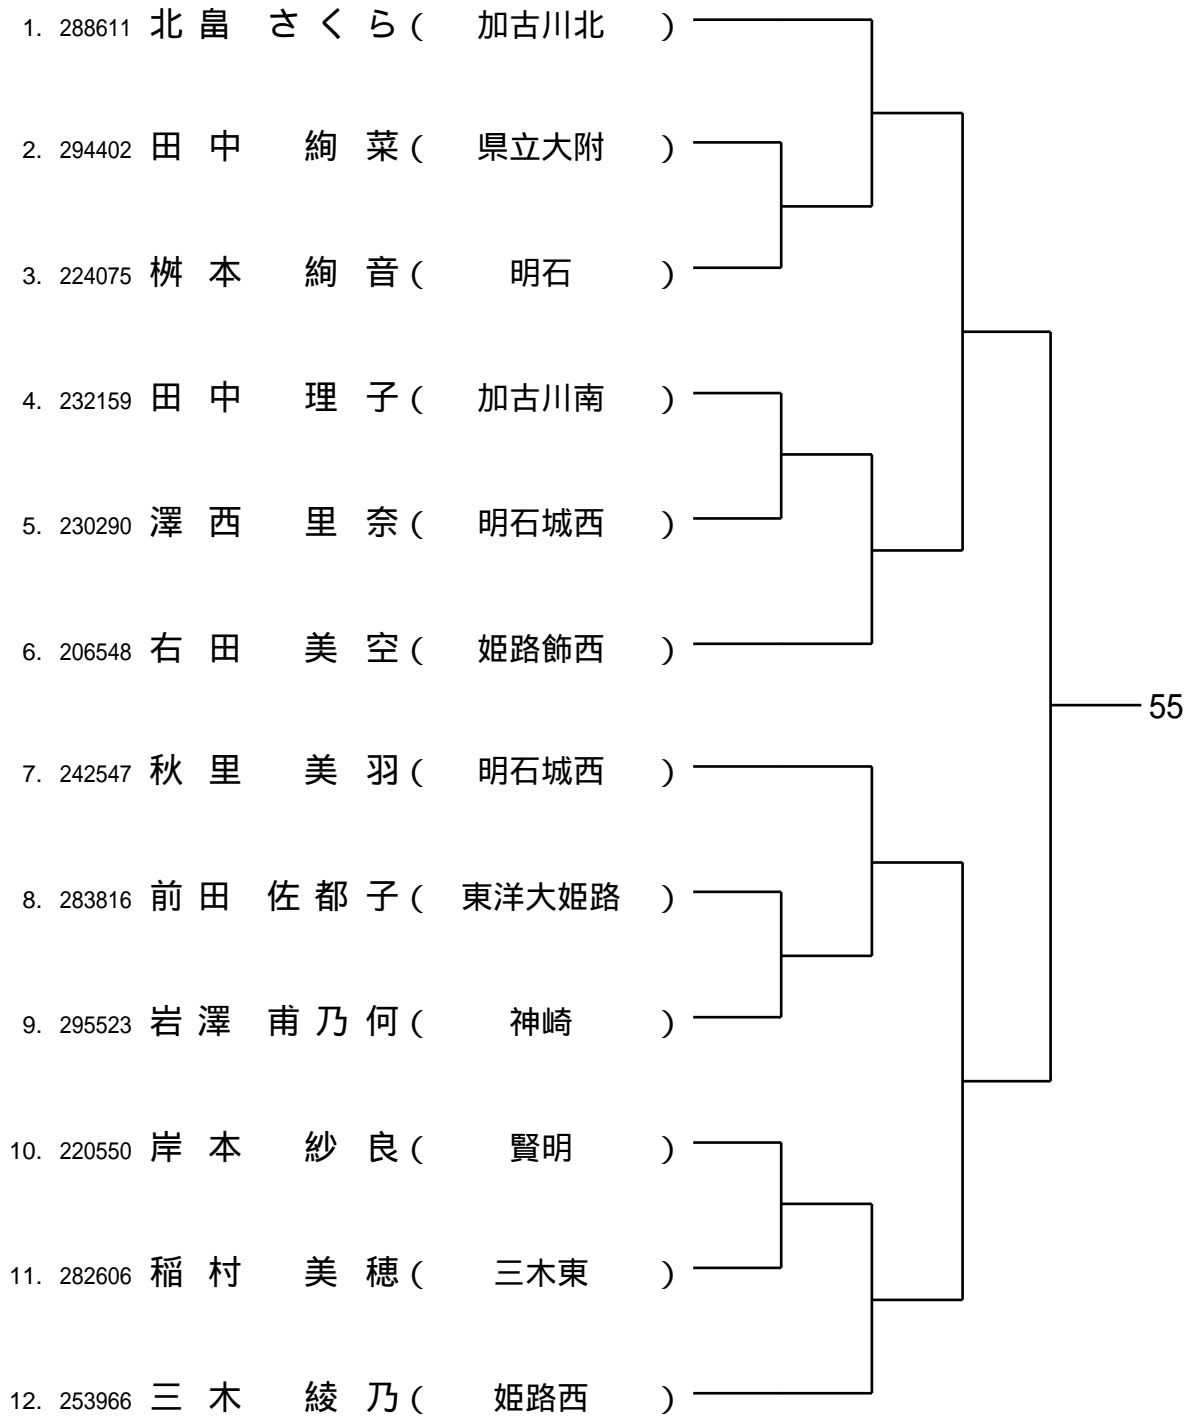 1. 288611 北畠 さくら ( 加古川北 )
2. 294402 田中 絢菜 ( 県立大附 )
3. 224075 桝本 絢音 ( 明石 )
4. 232159 田中 理子 ( 加古川南 )
5. 230290 澤西 里奈 ( 明石城西 )
6. 206548 右田 美空 ( 姫路飾西 )
55
7. 242547 秋里 美羽 ( 明石城西 )
8. 283816 前田 佐都子 ( 東洋大姫路 )
9. 295523 岩澤 甫乃何 ( 神崎 )
10. 220550 岸本 紗良 ( 賢明 )
11. 282606 稲村 美穂 ( 三木東 )
12. 253966 三木 綾乃 ( 姫路西 )